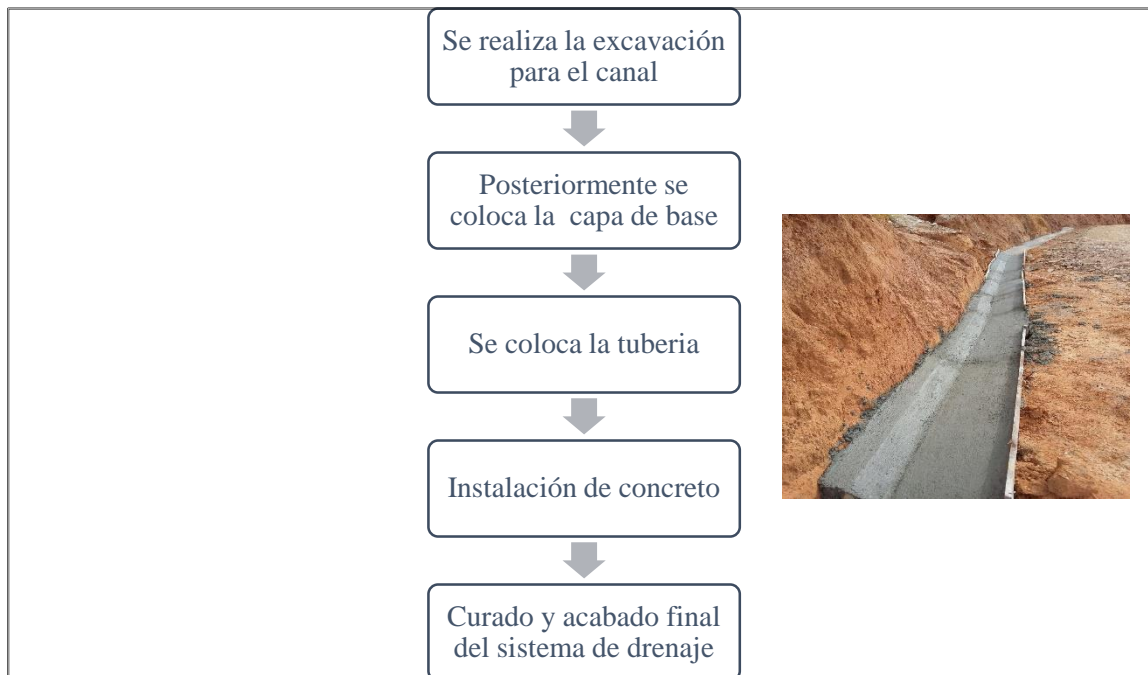 Se realiza la excavación
para el canal
Posteriormente se
coloca la capa de base
Se coloca la tuberia
Instalación de concreto
Curado y acabado final
del sistema de drenaje